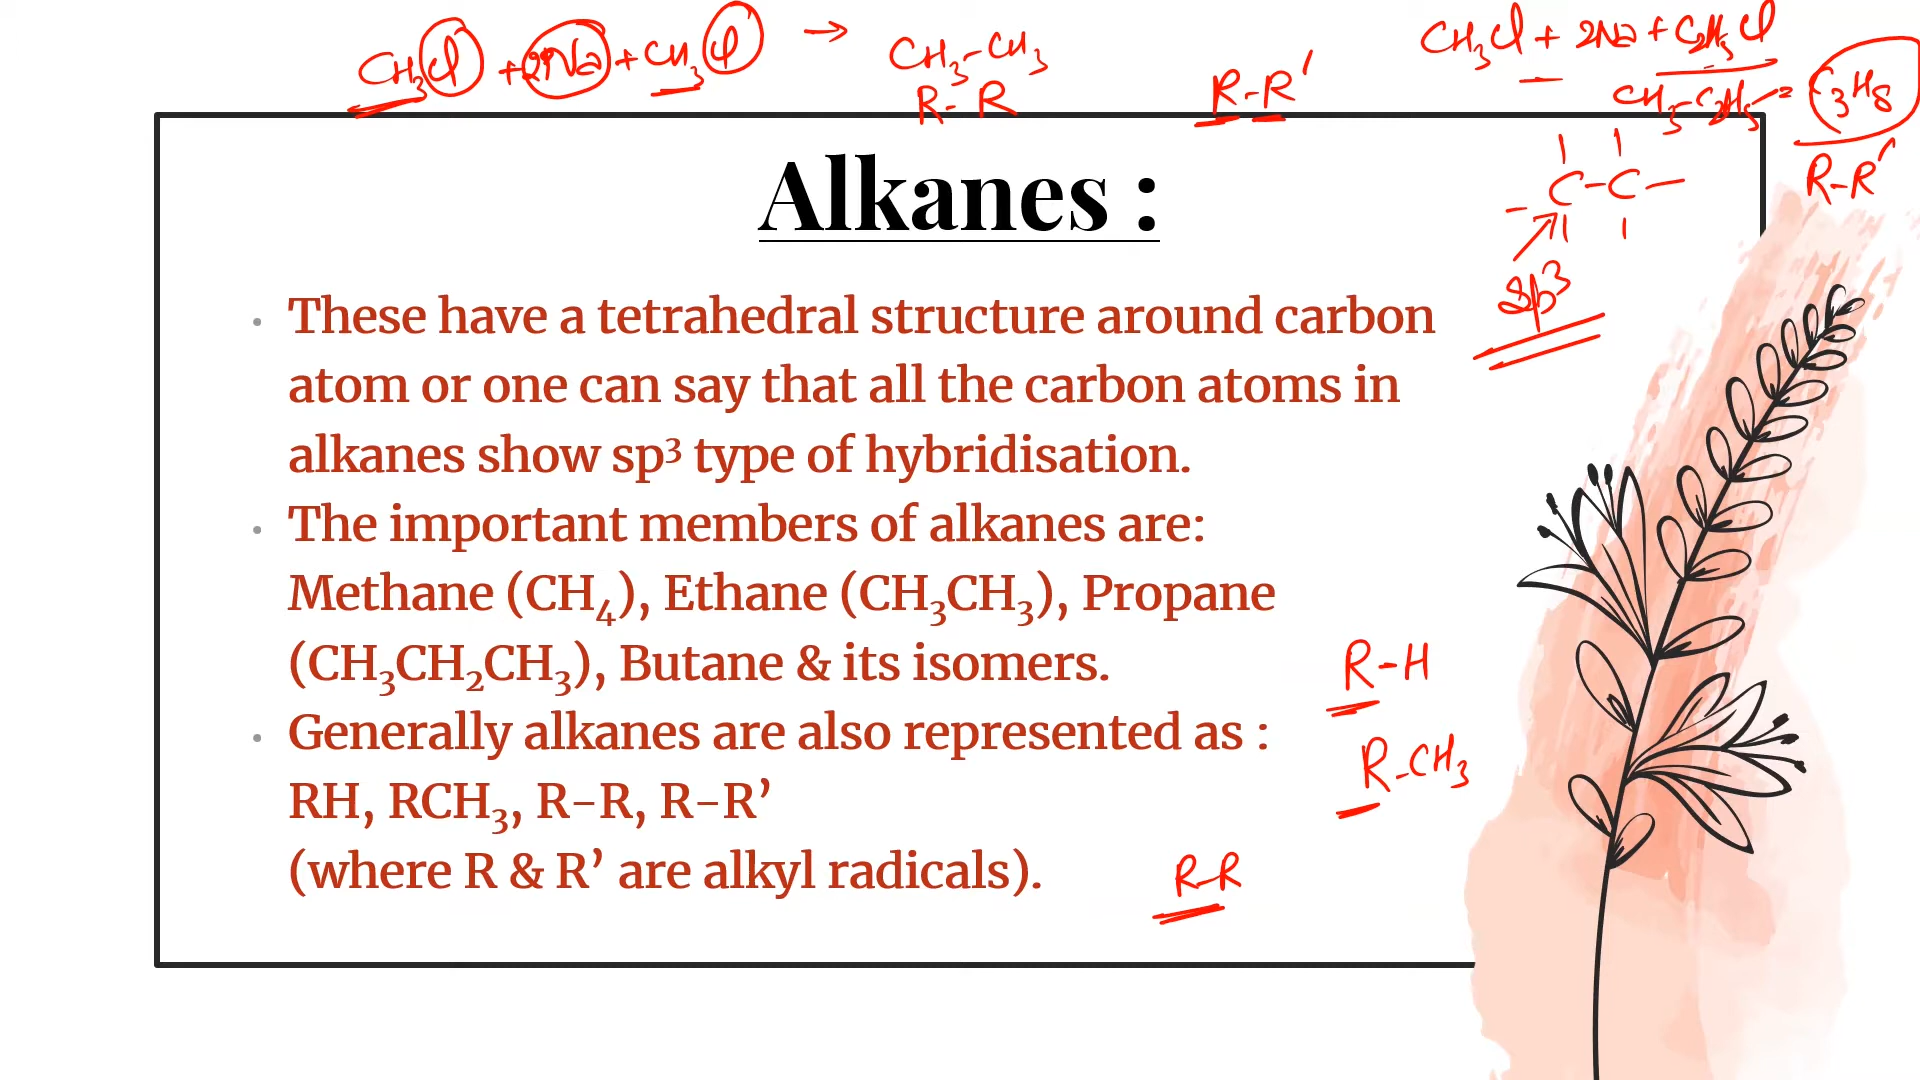 CH₃Cl + 2Na + CH₃Cl → CH₃-CH₃
R-R
R-R'
CH₃Cl + 2Na + C₂H₅Cl
CH₃-C₂H₅ = C₃H₈
R-R'
-C-C-
sp³
Alkanes :
• These have a tetrahedral structure around carbon
atom or one can say that all the carbon atoms in
alkanes show sp³ type of hybridisation.
• The important members of alkanes are:
Methane (CH₄), Ethane (CH₃CH₃), Propane
(CH₃CH₂CH₃), Butane & its isomers.
R-H
• Generally alkanes are also represented as :
R-CH₃
RH, RCH₃, R-R, R-R’
(where R & R’ are alkyl radicals).
R-R